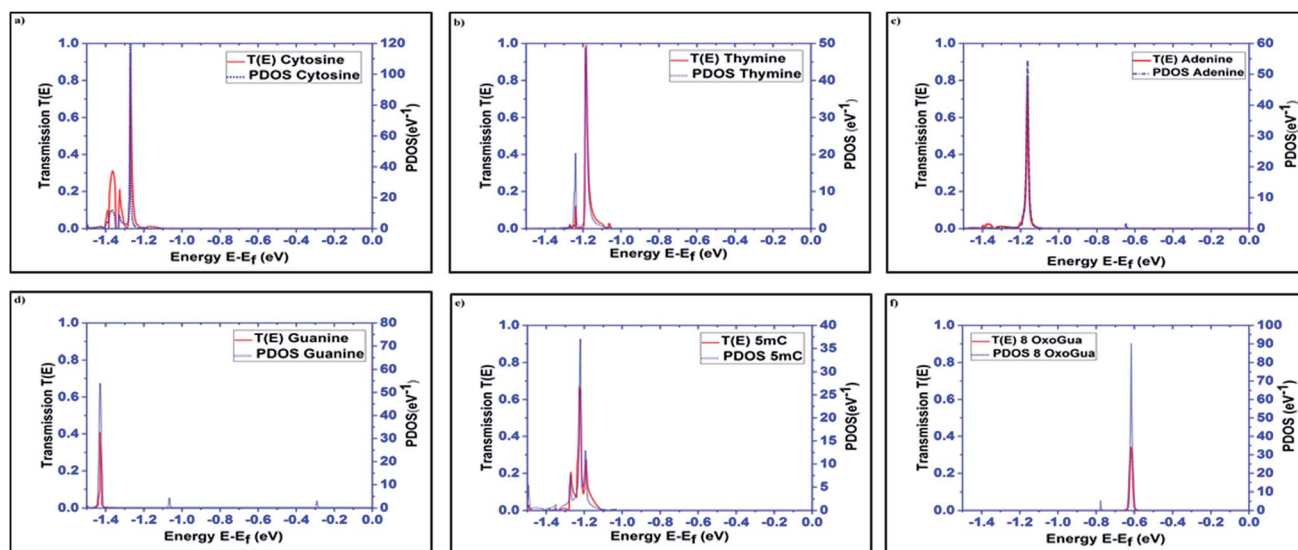 a)
1.0 120
T(E) Cytosine
PDOS Cytosine
0.8 100
0.6 80
0.4 60
0.2 40
0.0 20
0
Transmission T(E)
PDOS(eV⁻¹)
-1.4 -1.2 -1.0 -0.8 -0.6 -0.4 -0.2 0.0
Energy E-Ef (eV)
b)
1.0 50
T(E) Thymine
PDOS Thymine
0.8 40
0.6 30
0.4 20
0.2 10
0.0 0
Transmission T(E)
PDOS (eV⁻¹)
-1.4 -1.2 -1.0 -0.8 -0.6 -0.4 -0.2 0.0
Energy E-Ef (eV)
c)
1.0 60
T(E) Adenine
PDOS Adenine
0.8 50
0.6 40
0.4 30
0.2 20
0.0 10
0
Transmission T(E)
PDOS(eV⁻¹)
-1.4 -1.2 -1.0 -0.8 -0.6 -0.4 -0.2 0.0
Energy E-Ef (eV)
d)
1.0 80
T(E) Guanine
PDOS Guanine
0.8 70
0.6 60
0.4 50
0.2 40
0.0 30
20
10
0
Transmission T(E)
PDOS(eV⁻¹)
-1.4 -1.2 -1.0 -0.8 -0.6 -0.4 -0.2 0.0
Energy E-Ef (eV)
e)
1.0 40
T(E) 5mC
PDOS 5mC
0.8 35
0.6 30
0.4 25
0.2 20
0.0 15
10
5
0
Transmission T(E)
PDOS(eV⁻¹)
-1.4 -1.2 -1.0 -0.8 -0.6 -0.4 -0.2 0.0
Energy E-Ef (eV)
f)
1.0 100
T(E) 8 OxoGua
PDOS 8 OxoGua
0.8 90
0.6 80
0.4 70
0.2 60
0.0 50
40
30
20
10
0
Transmission T(E)
PDOS (eV⁻¹)
-1.4 -1.2 -1.0 -0.8 -0.6 -0.4 -0.2 0.0
Energy E-Ef (eV)